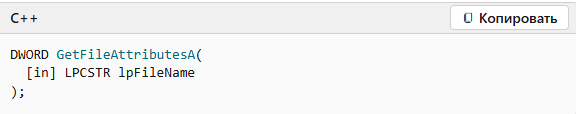 C++
Копировать
DWORD GetFileAttributesA(
  [in] LPCSTR lpFileName
);